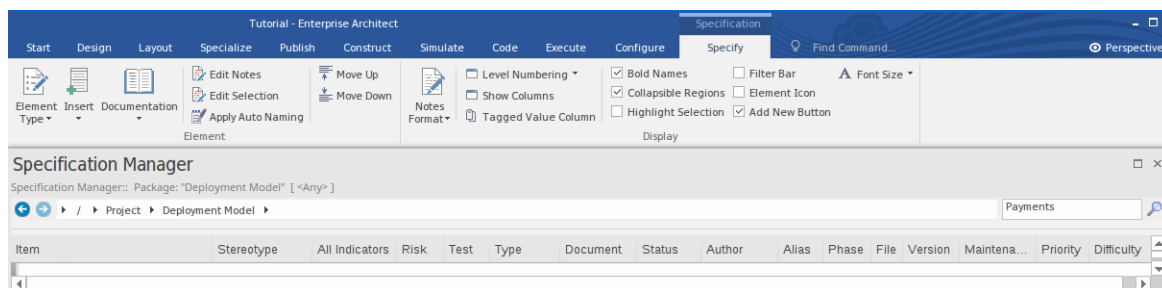 Tutorial - Enterprise Architect Specification
Start Design Layout Specialize Publish Construct Simulate Code Execute Configure Specify Find Command... Perspective
Element Type Insert Documentation
Edit Notes
Edit Selection
Apply Auto Naming
Move Up
Move Down
Element
Notes Format
Level Numbering
Show Columns
Tagged Value Column
Bold Names
Collapsible Regions
Highlight Selection
Filter Bar
Element Icon
Add New Button
A Font Size
Display
Specification Manager
Specification Manager:: Package: "Deployment Model" [ <Any> ]
/ Project Deployment Model Payments
Item Stereotype All Indicators Risk Test Type Document Status Author Alias Phase File Version Maintena... Priority Difficulty